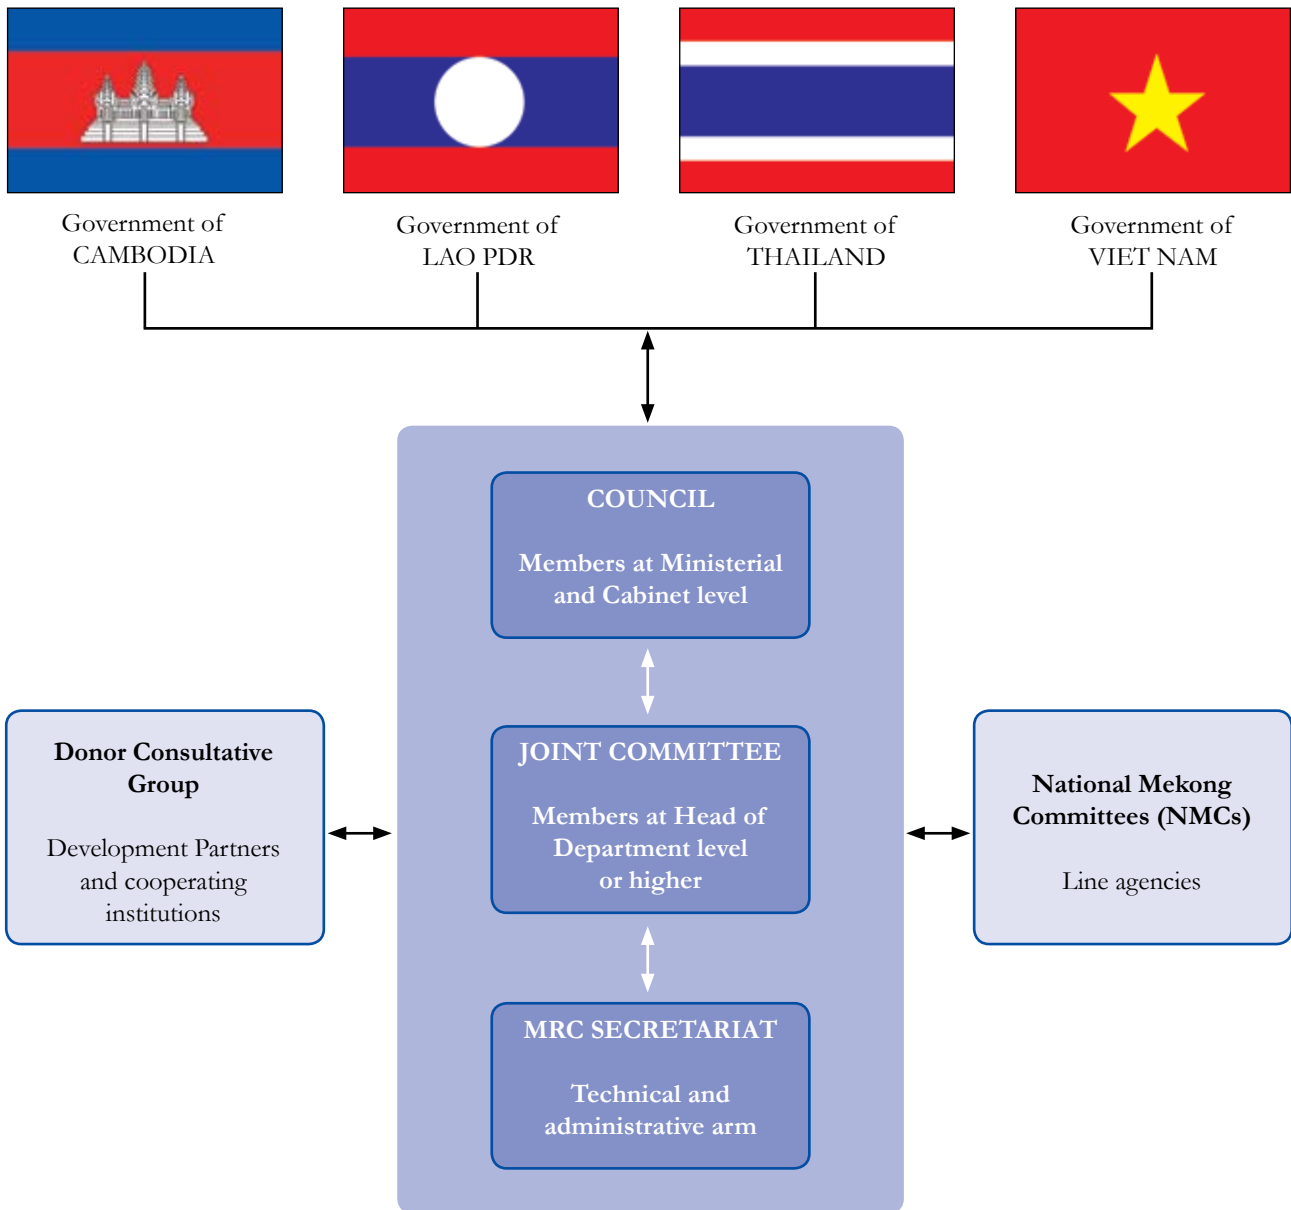 Government of
CAMBODIA
Government of
LAO PDR
Government of
THAILAND
Government of
VIET NAM
COUNCIL
Members at Ministerial
and Cabinet level
Donor Consultative
Group
Development Partners
and cooperating
institutions
JOINT COMMITTEE
Members at Head of
Department level
or higher
National Mekong
Committees (NMCs)
Line agencies
MRC SECRETARIAT
Technical and
administrative arm